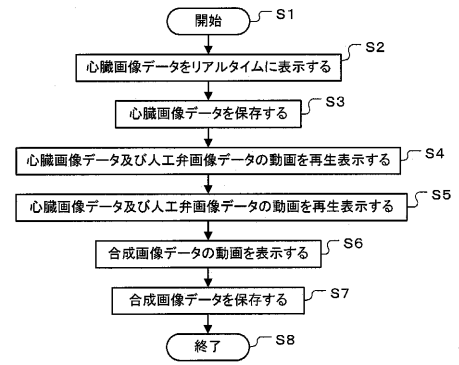 開始 S1
心臓画像データをリアルタイムに表示する S2
心臓画像データを保存する S3
心臓画像データ及び人工弁画像データの動画を再生表示する S4
心臓画像データ及び人工弁画像データの動画を再生表示する S5
合成画像データの動画を表示する S6
合成画像データを保存する S7
終了 S8